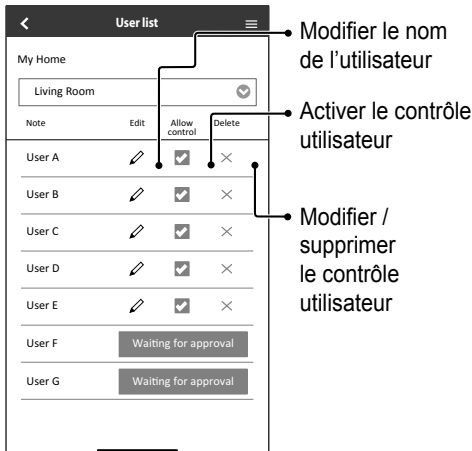 User list
My Home
Living Room
Note Edit Allow control Delete
User A
User B
User C
User D
User E
User F Waiting for approval
User G Waiting for approval
Modifier le nom
de l'utilisateur
Activer le contrôle
utilisateur
Modifier /
supprimer
le contrôle
utilisateur